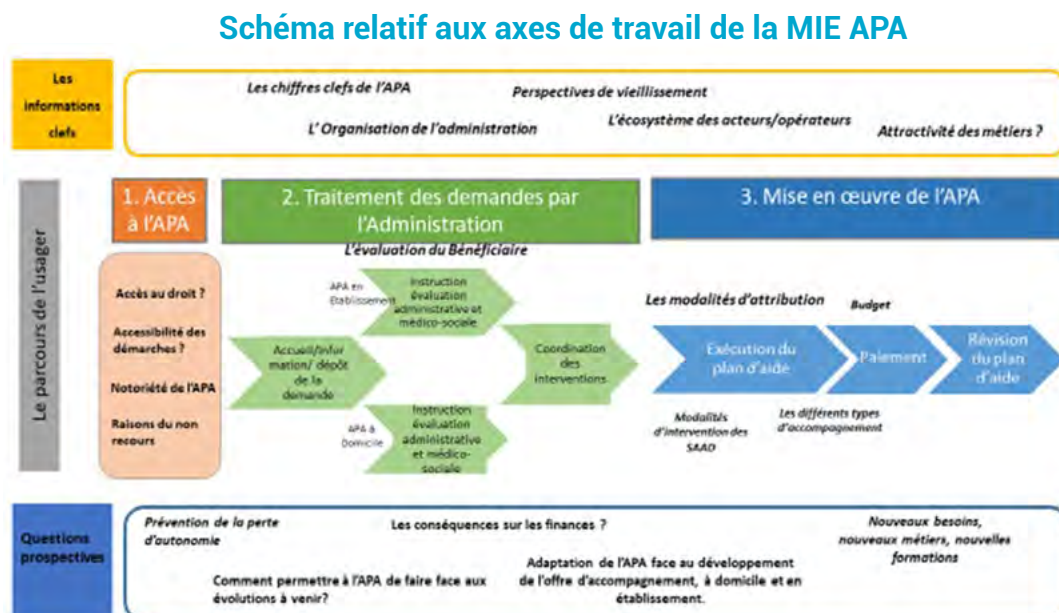 Schéma relatif aux axes de travail de la MIE APA
Les
informations
clefs
Les chiffres clefs de l'APA
Perspectives de vieillissement
L' Organisation de l'administration
L'écosystème des acteurs/opérateurs
Attractivité des métiers ?
Le parcours de l'usager
1. Accès
à l'APA
2. Traitement des demandes par
l'Administration
3. Mise en œuvre de l'APA
Accès au droit ?
Accessibilité des
démarches ?
Notoriété de l'APA
Raisons du non
recours
L'évaluation du Bénéficiaire
APA en
Etablissement
Instruction
évaluation
administrative et
médico-sociale
Accueil/infor
mation/ dépôt
de la
demande
APA à
Domicile
Instruction
évaluation
administrative
et médico-
sociale
Coordination
des
interventions
Les modalités d'attribution
Budget
Exécution du
plan d'aide
Paiement
Révision
du plan
d'aide
Modalités
d'intervention des
SAAD
Les différents types
d'accompagnement
Questions
prospectives
Prévention de la perte
d'autonomie
Les conséquences sur les finances ?
Nouveaux besoins,
nouveaux métiers, nouvelles
formations
Comment permettre à l'APA de faire face aux
évolutions à venir?
Adaptation de l'APA face au développement
de l'offre d'accompagnement, à domicile et en
établissement.